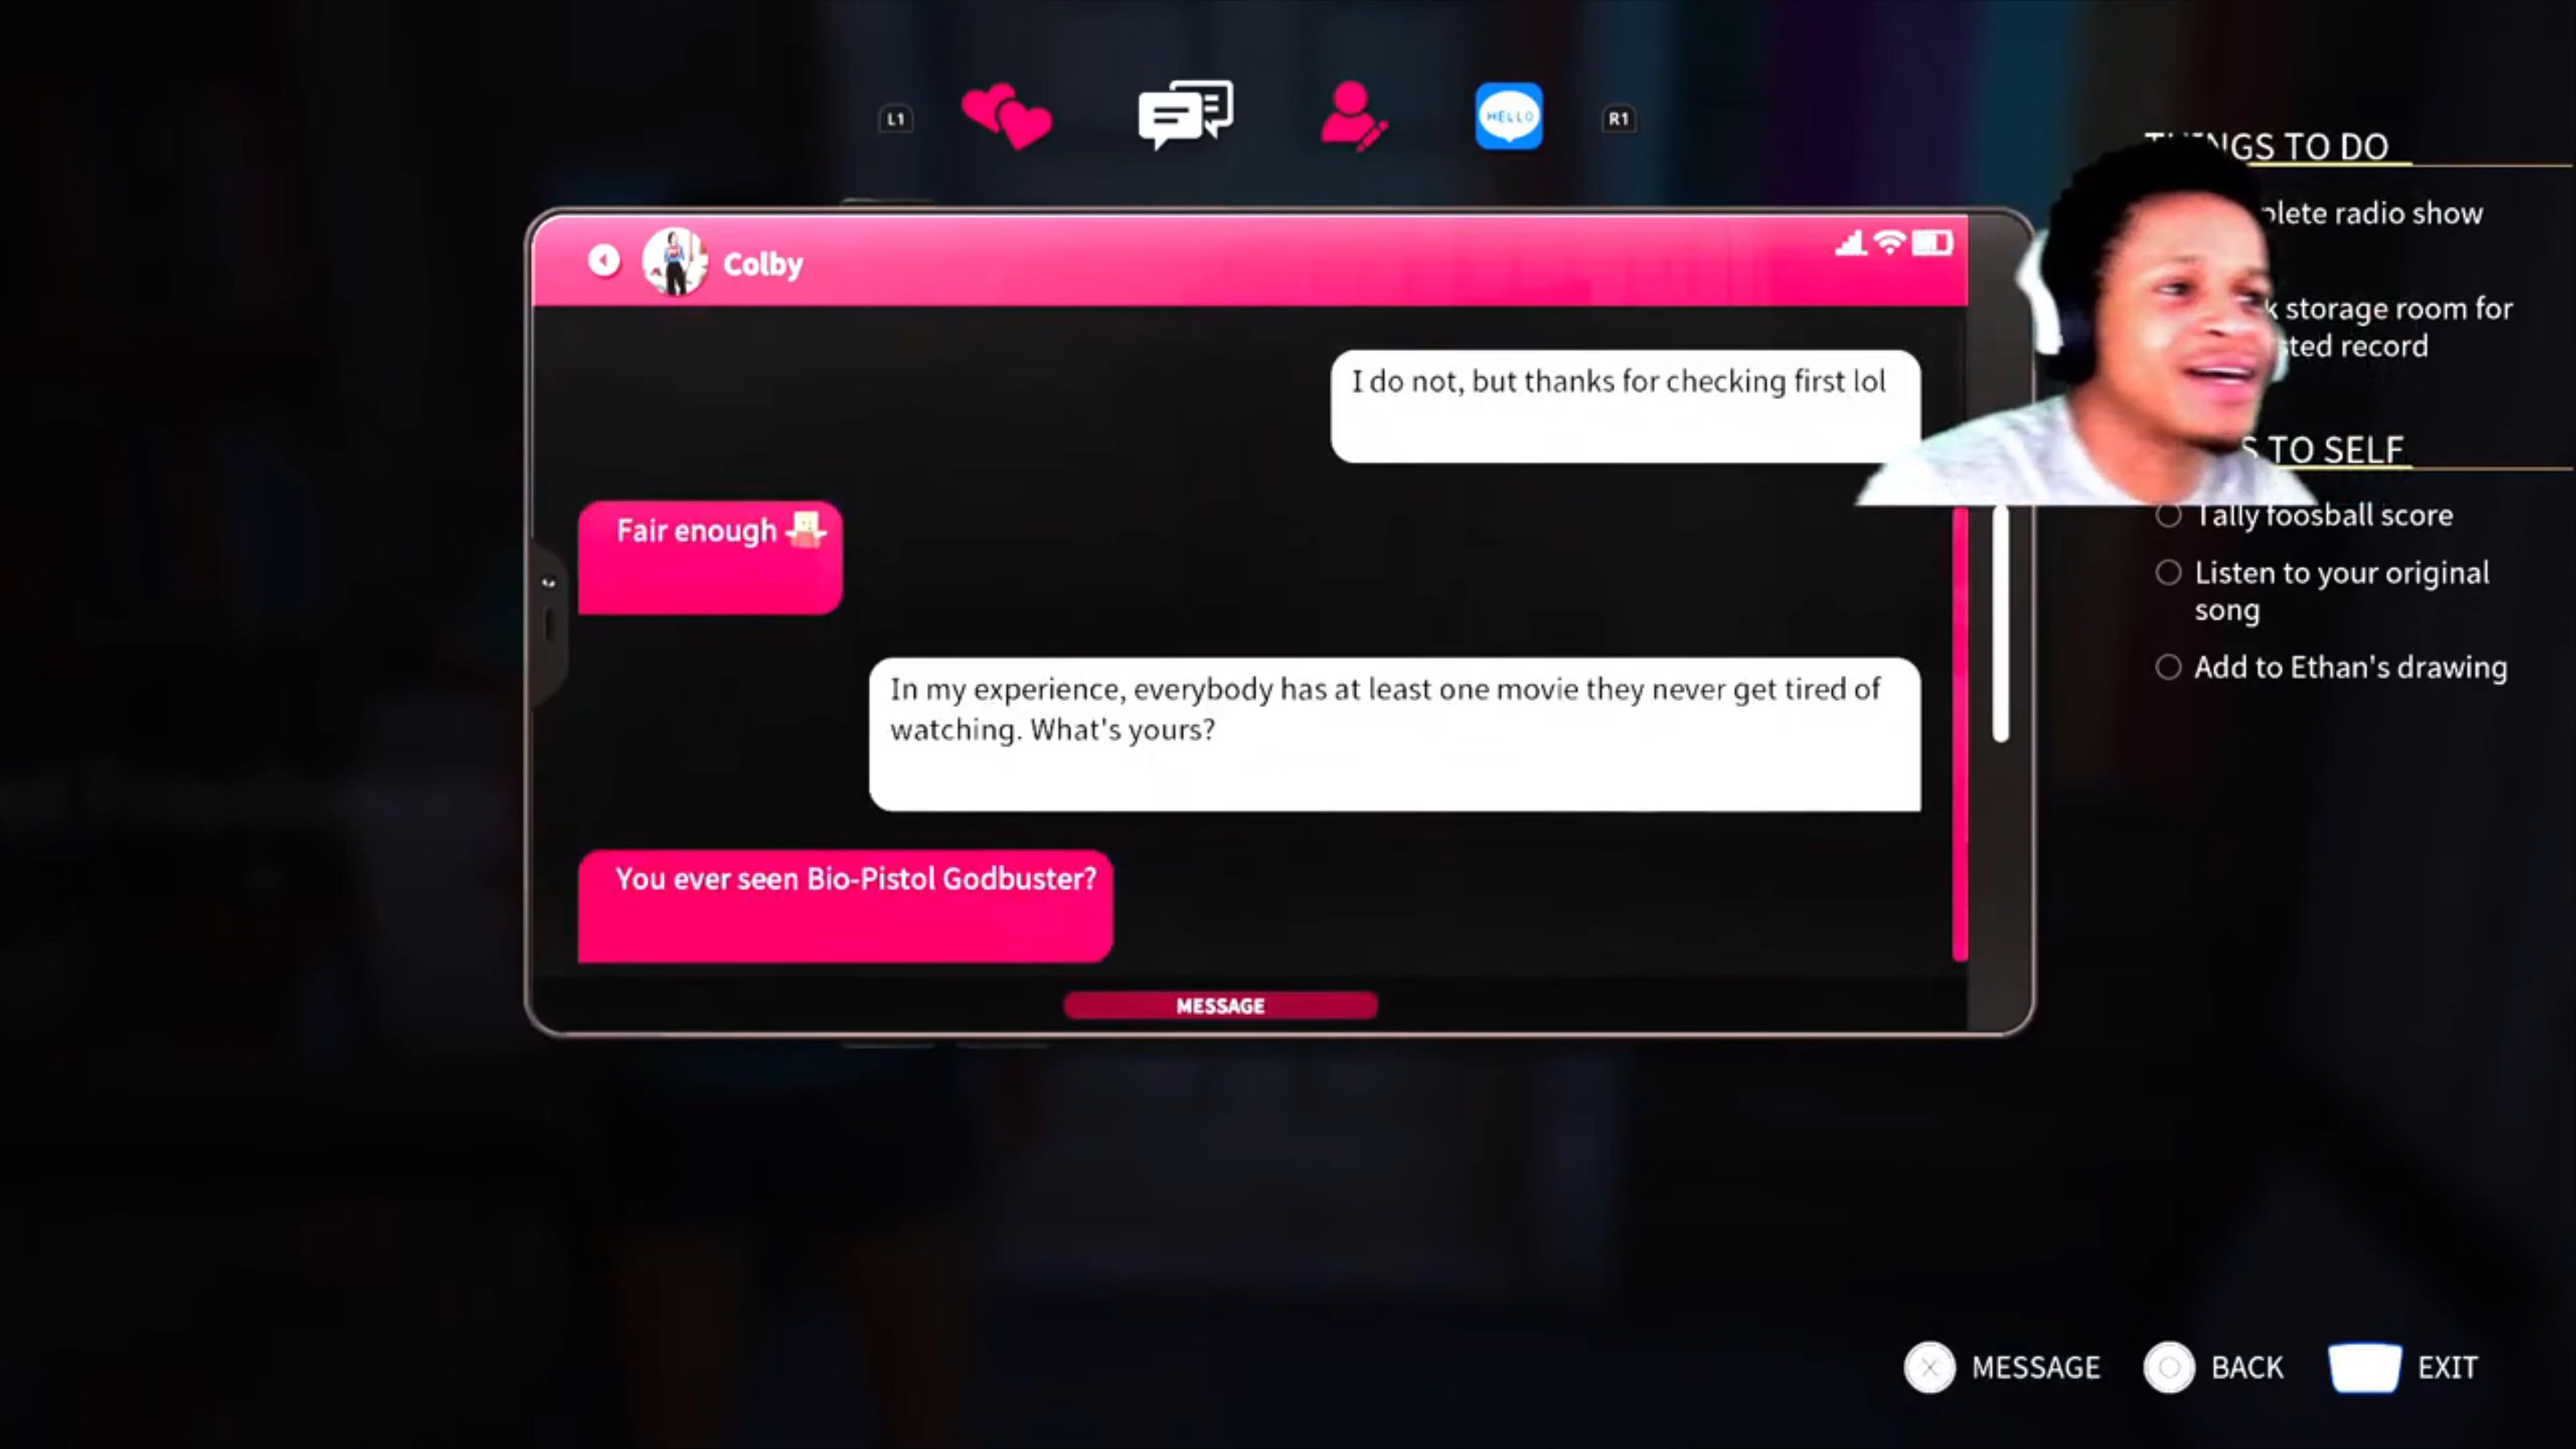 L1
HELLO
R1
Colby
I do not, but thanks for checking first lol
Fair enough
In my experience, everybody has at least one movie they never get tired of
watching. What's yours?
You ever seen Bio-Pistol Godbuster?
MESSAGE
TO DO
radio show
storage room for
record
TO SELF
Tally foosball score
Listen to your original
song
Add to Ethan's drawing
MESSAGE
BACK
EXIT